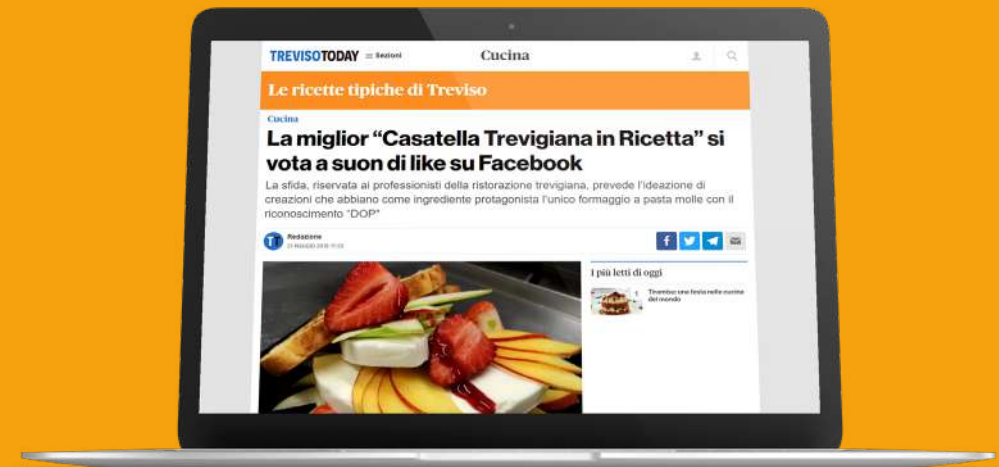 TREVISOTODAY Sezioni Cucina
Le ricette tipiche di Treviso
Cucina
La miglior “Casatella Trevigiana in Ricetta” si
vota a suon di like su Facebook
La sfida, riservata ai professionisti della ristorazione trevigiana, prevede l'ideazione di
creazioni che abbiano come ingrediente protagonista l'unico formaggio a pasta molle con il
riconoscimento "DOP"
Redazione
I più letti di oggi
Tiramisù: una festa nelle cucine
del mondo